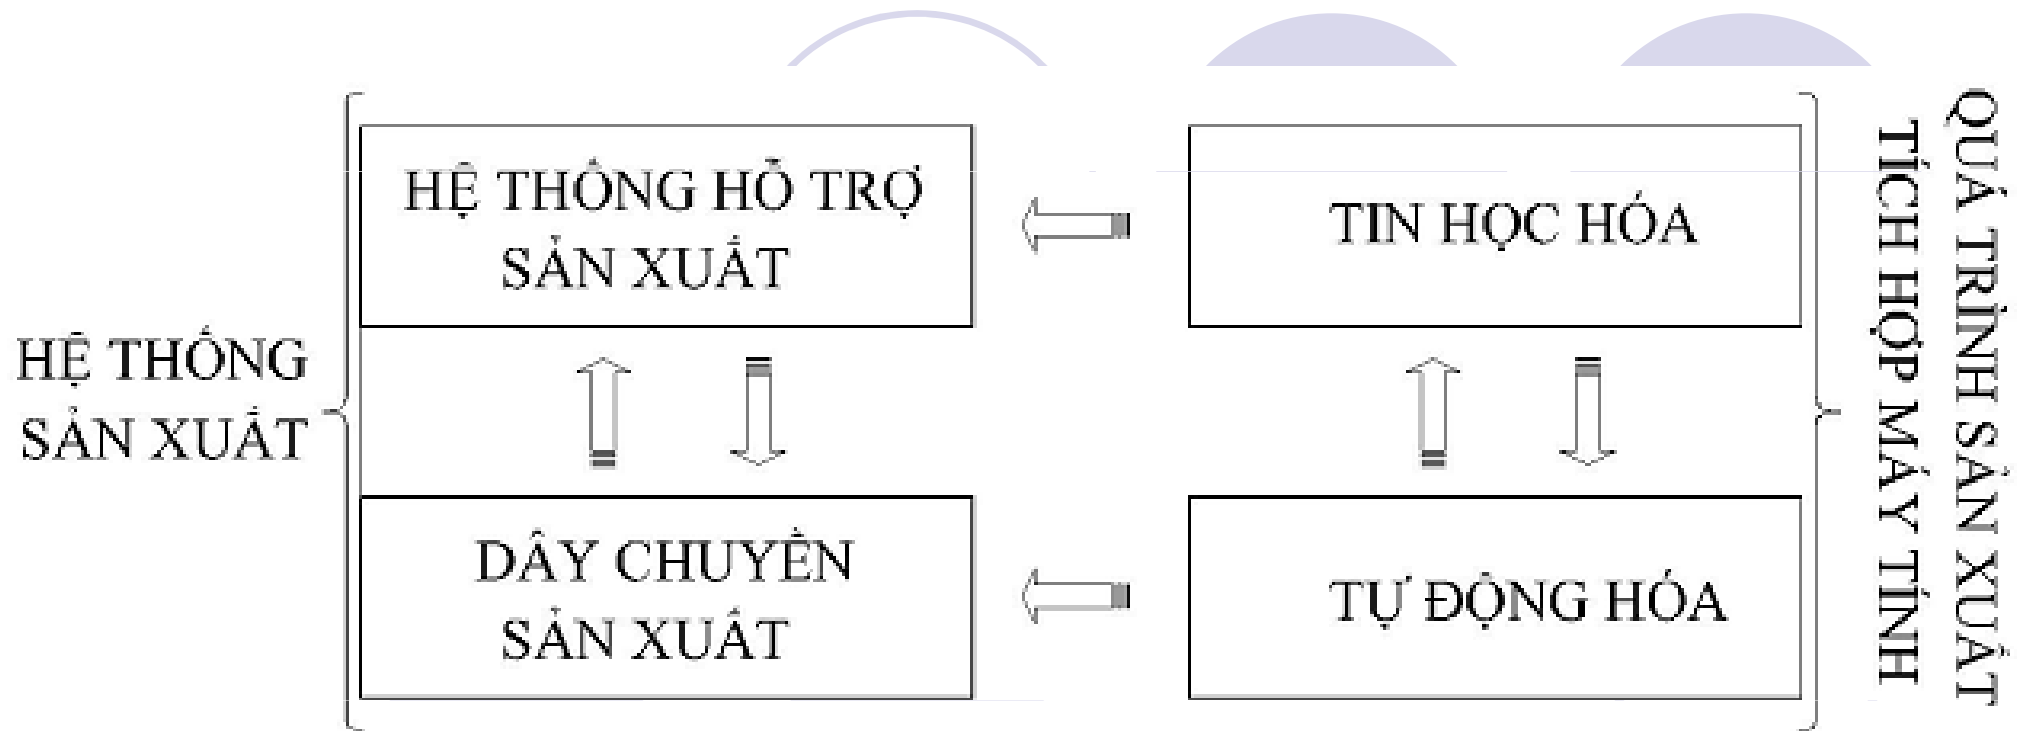 HỆ THỐNG
SẢN XUẤT
HỆ THỐNG HỖ TRỢ
SẢN XUẤT
TIN HỌC HÓA
DÂY CHUYỀN
SẢN XUẤT
TỰ ĐỘNG HÓA
QUÁ TRÌNH SẢN XUẤT
TÍCH HỢP MÁY TÍNH